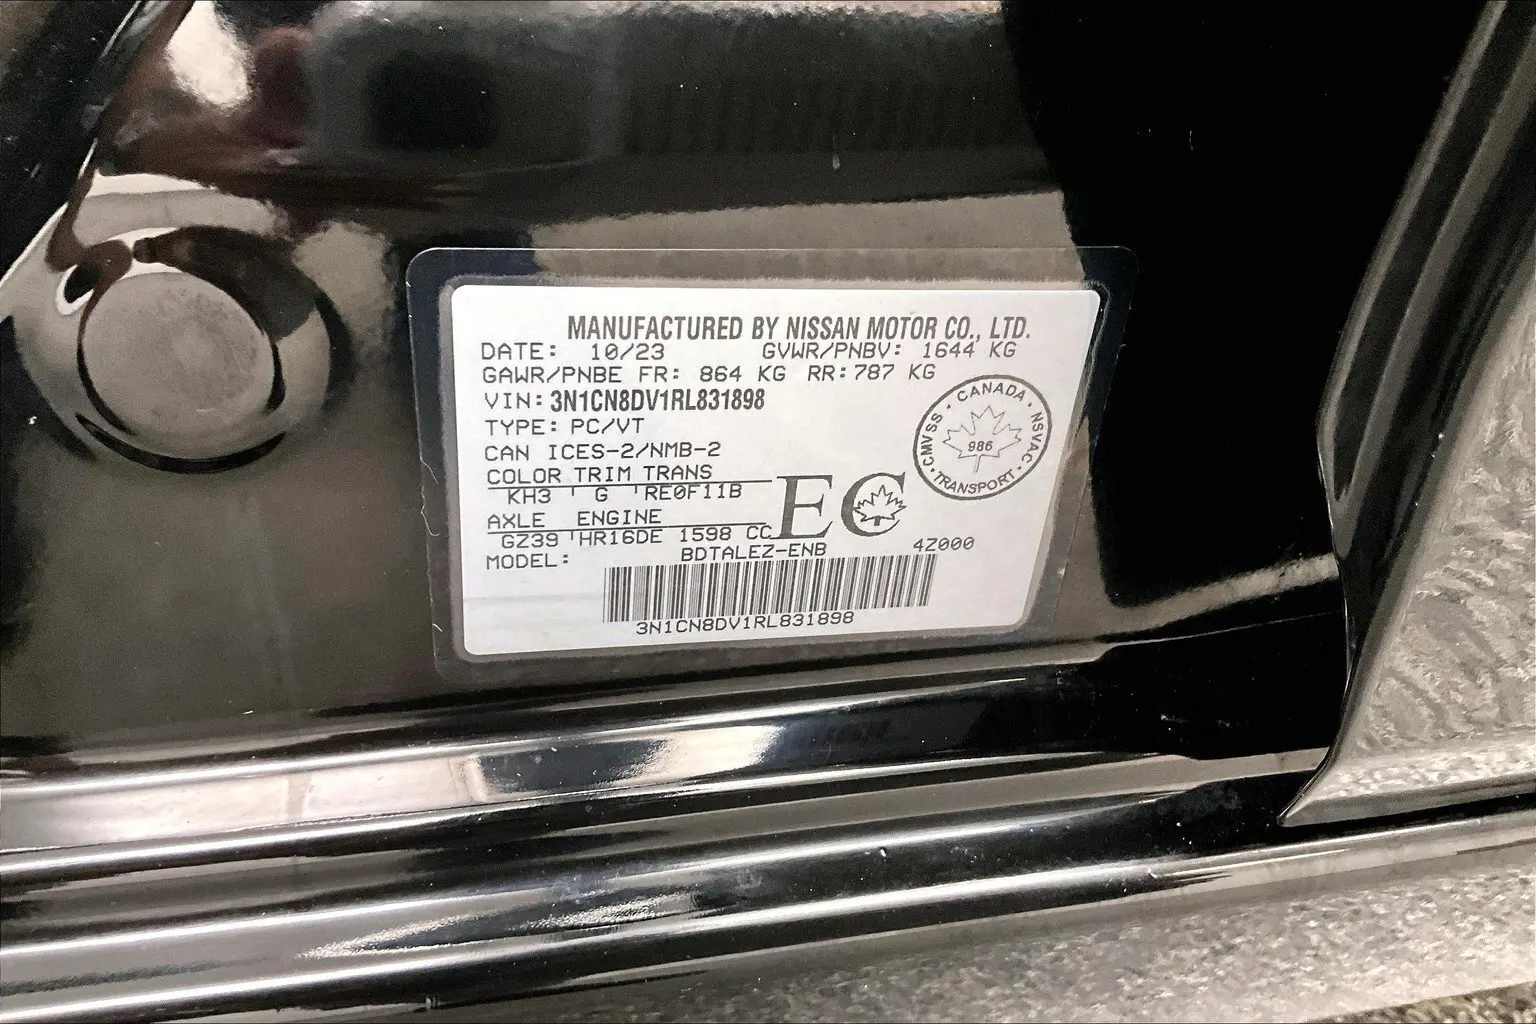 MANUFACTURED BY NISSAN MOTOR CO., LTD.
DATE: 10/23 GVWR/PNBV: 1644 KG
GAWR/PNBE FR: 864 KG RR: 787 KG
VIN: 3N1CN8DV1RL831898
TYPE: PC/VT
CAN ICES-2/NMB-2
COLOR TRIM TRANS
KH3 ' G 'RE0F11B
AXLE ENGINE
GZ39 'HR16DE 1598 CC
EC
CANADA · NSVAC · TRANSPORT · CMVSS ·
986
MODEL: BDTALEZ-ENB 4Z000
3N1CN8DV1RL831898